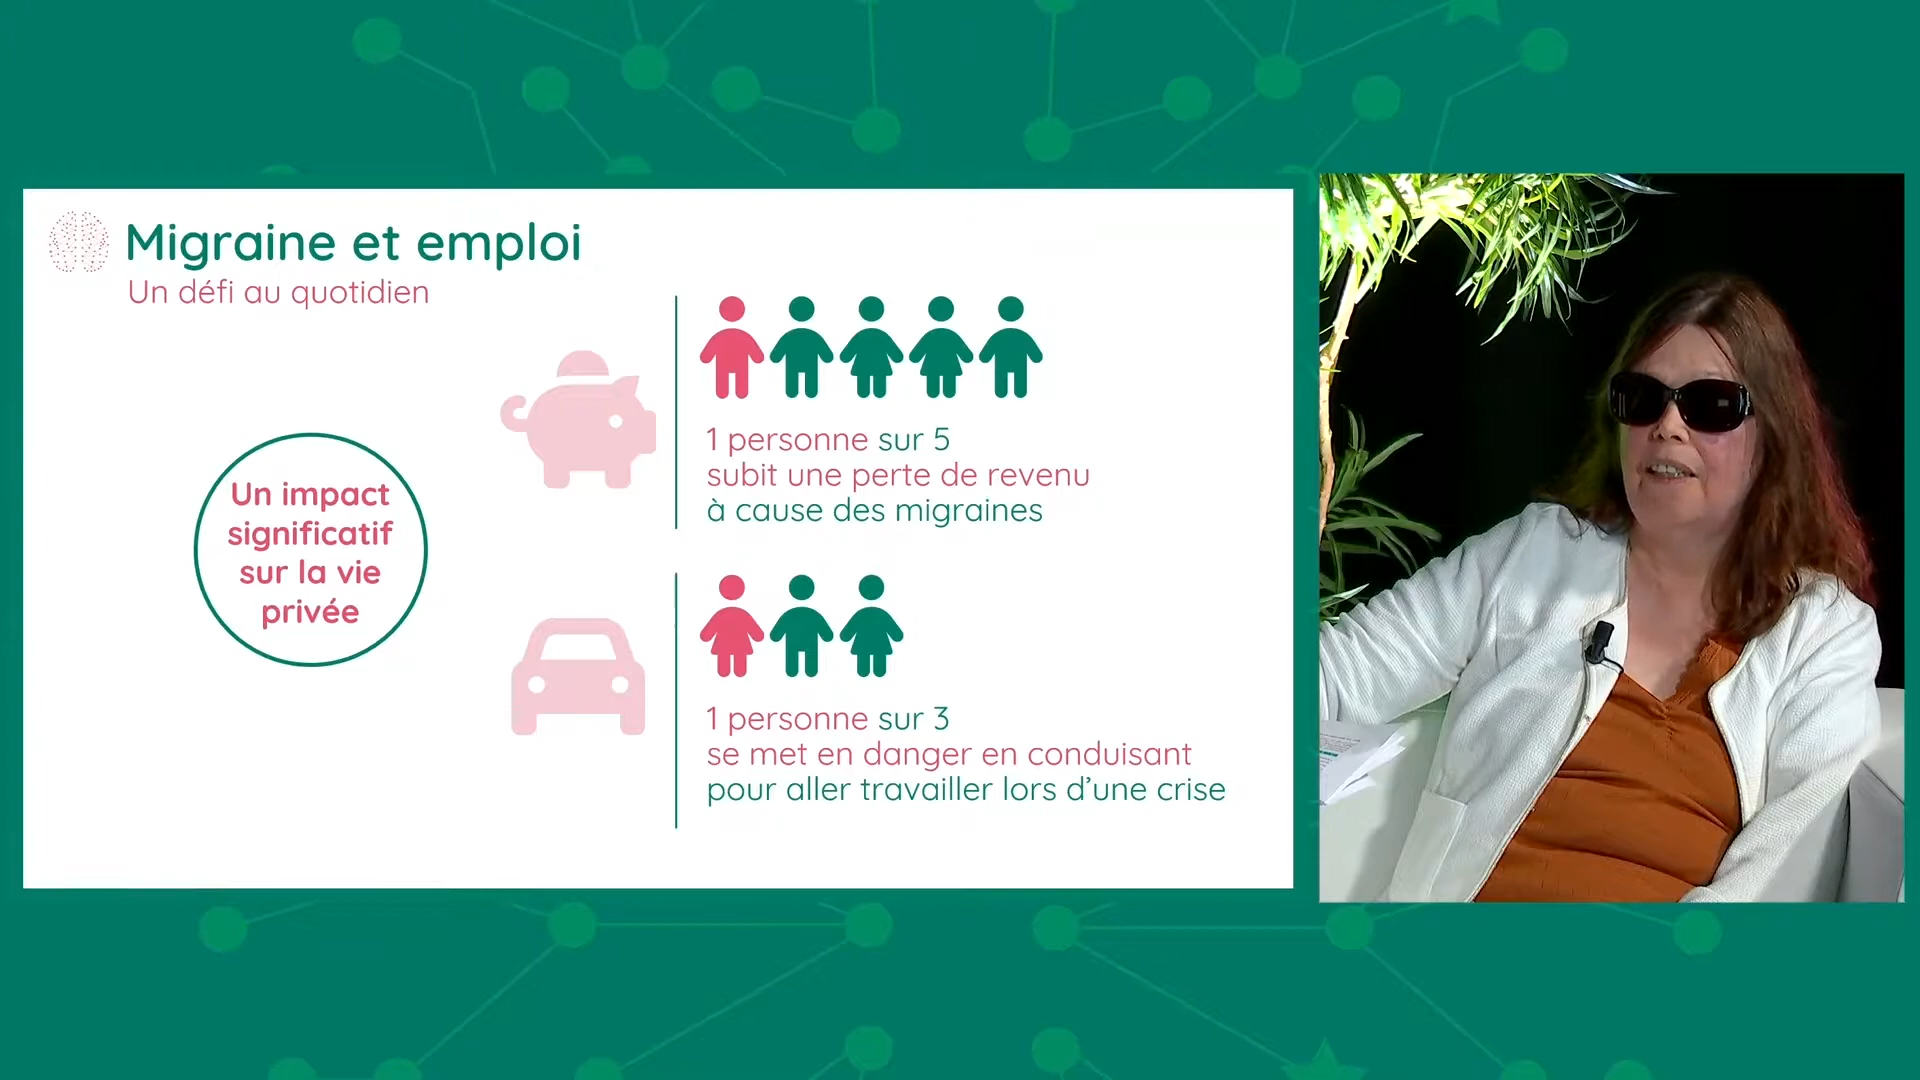 Migraine et emploi
Un défi au quotidien
Un impact
significatif
sur la vie
privée
1 personne sur 5
subit une perte de revenu
à cause des migraines
1 personne sur 3
se met en danger en conduisant
pour aller travailler lors d’une crise